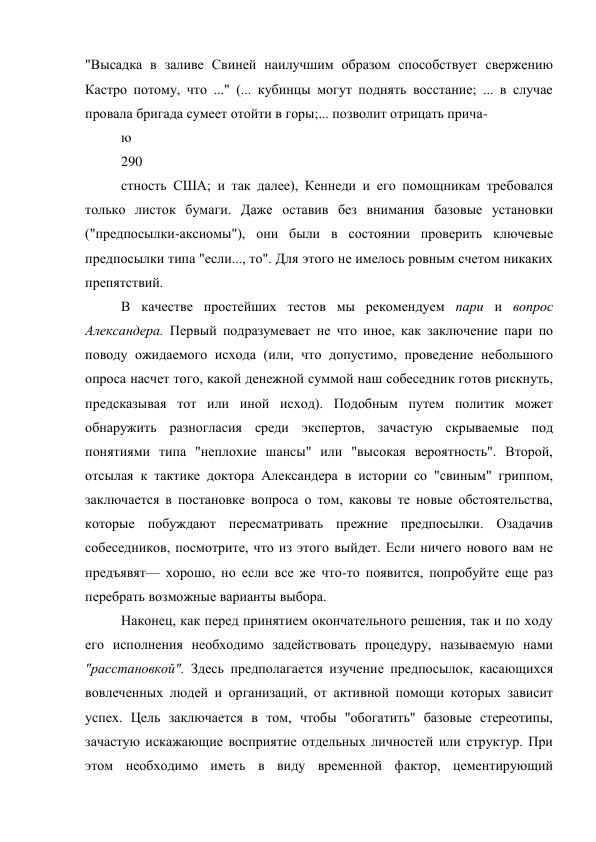 "Высадка в заливе Свиней наилучшим образом способствует свержению
Кастро потому, что ..." (... кубинцы могут поднять восстание; ... в случае
провала бригада сумеет отойти в горы;... позволит отрицать прича-
ю
290
стность США; и так далее), Кеннеди и его помощникам требовался
только листок бумаги. Даже оставив без внимания базовые установки
("предпосылки-аксиомы"), они были в состоянии проверить ключевые
предпосылки типа "если..., то". Для этого не имелось ровным счетом никаких
препятствий.
В качестве простейших тестов мы рекомендуем пари и вопрос
Александера. Первый подразумевает не что иное, как заключение пари по
поводу ожидаемого исхода (или, что допустимо, проведение небольшого
опроса насчет того, какой денежной суммой наш собеседник готов рискнуть,
предсказывая тот или иной исход). Подобным путем политик может
обнаружить разногласия среди экспертов, зачастую скрываемые под
понятиями типа "неплохие шансы" или "высокая вероятность". Второй,
отсылая к тактике доктора Александера в истории со "свиным" гриппом,
заключается в постановке вопроса о том, каковы те новые обстоятельства,
которые побуждают пересматривать прежние предпосылки. Озадачив
собеседников, посмотрите, что из этого выйдет. Если ничего нового вам не
предъявят— хорошо, но если все же что-то появится, попробуйте еще раз
перебрать возможные варианты выбора.
Наконец, как перед принятием окончательного решения, так и по ходу
его исполнения необходимо задействовать процедуру, называемую нами
"расстановкой". Здесь предполагается изучение предпосылок, касающихся
вовлеченных людей и организаций, от активной помощи которых зависит
успех. Цель заключается в том, чтобы "обогатить" базовые стереотипы,
зачастую искажающие восприятие отдельных личностей или структур. При
этом необходимо иметь в виду временной фактор, цементирующий